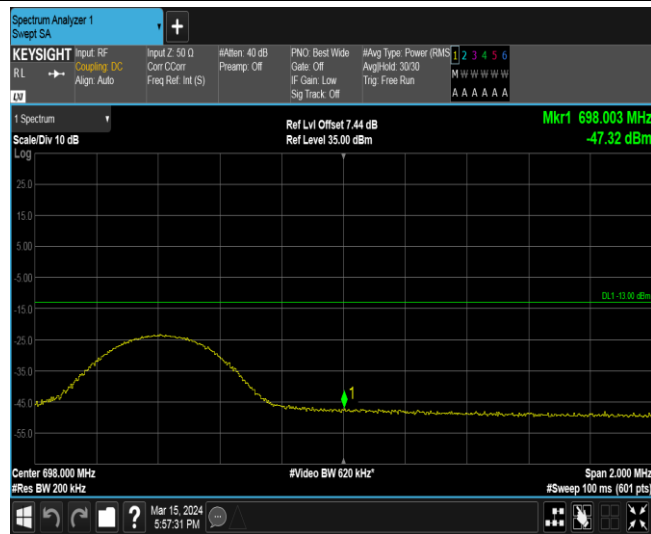 Spectrum Analyzer 1
Swept SA
+
KEYSIGHT
RL
Input: RF
Coupling: DC
Align: Auto
Input Z: 50 Ω
Corr CCorr
Freq Ref: Int (S)
#Atten: 40 dB
Preamp: Off
PNO: Best Wide
Gate: Off
IF Gain: Low
Sig Track: Off
#Avg Type: Power (RMS
Avg|Hold: 30/30
Trig: Free Run
1 2 3 4 5 6
M W W W W W
A A A A A A
1 Spectrum
Scale/Div 10 dB
Ref Lvl Offset 7.44 dB
Ref Level 35.00 dBm
Mkr1 698.003 MHz
-47.32 dBm
Log
25.0
15.0
5.00
-5.00
DL1 -13.00 dBm
-15.0
-25.0
-35.0
1
-45.0
-55.0
Center 698.000 MHz
#Video BW 620 kHz*
Span 2.000 MHz
#Res BW 200 kHz
#Sweep 100 ms (601 pts)
?
Mar 15, 2024
5:57:31 PM